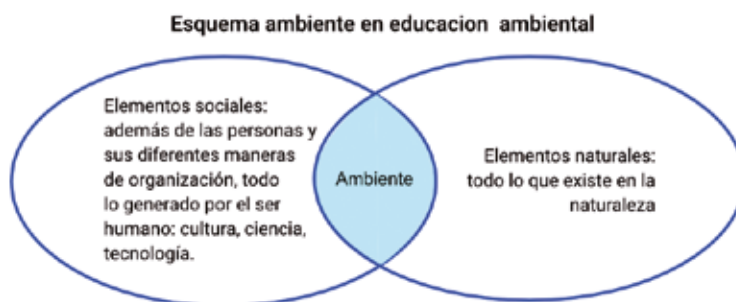 Esquema ambiente en educacion ambiental
Elementos sociales:
además de las personas y
sus diferentes maneras
de organización, todo
lo generado por el ser
humano: cultura, ciencia,
tecnología.
Ambiente
Elementos naturales:
todo lo que existe en la
naturaleza